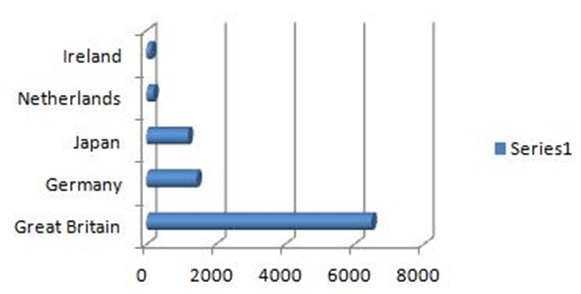 Ireland
Netherlands
Japan
Series1
Germany
Great Britain
0 2000 4000 6000 8000